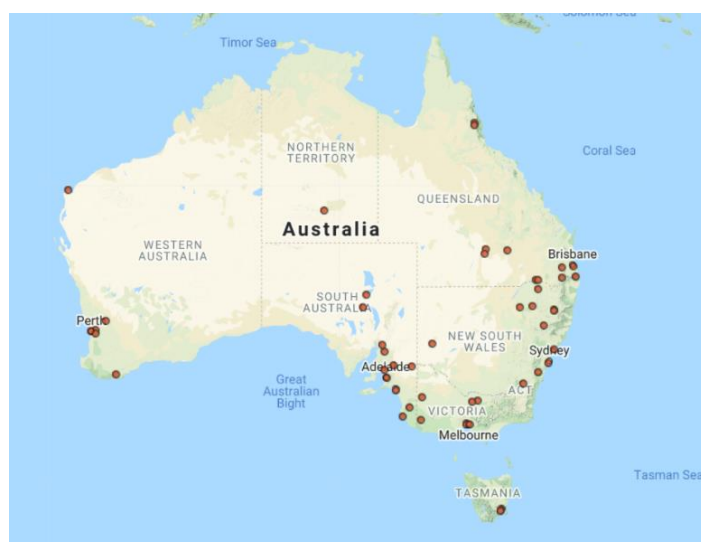 Solomon Sea
Timor Sea
NORTHERN
TERRITORY
Coral Sea
QUEENSLAND
Australia
WESTERN
AUSTRALIA
Brisbane
SOUTH
AUSTRALIA
Perth
NEW SOUTH
WALES
Sydney
Adelaide
Great
Australian
Bight
ACT
VICTORIA
Melbourne
Tasman Sea
TASMANIA